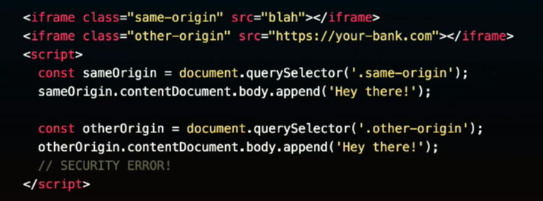 <iframe class="same-origin" src="blah"></iframe>
<iframe class="other-origin" src="https://your-bank.com"></iframe>
<script>
const sameOrigin = document.querySelector('.same-origin');
sameOrigin.contentDocument.body.append('Hey there!');
const otherOrigin = document.querySelector('.other-origin');
otherOrigin.contentDocument.body.append('Hey there!');
// SECURITY ERROR!
</script>